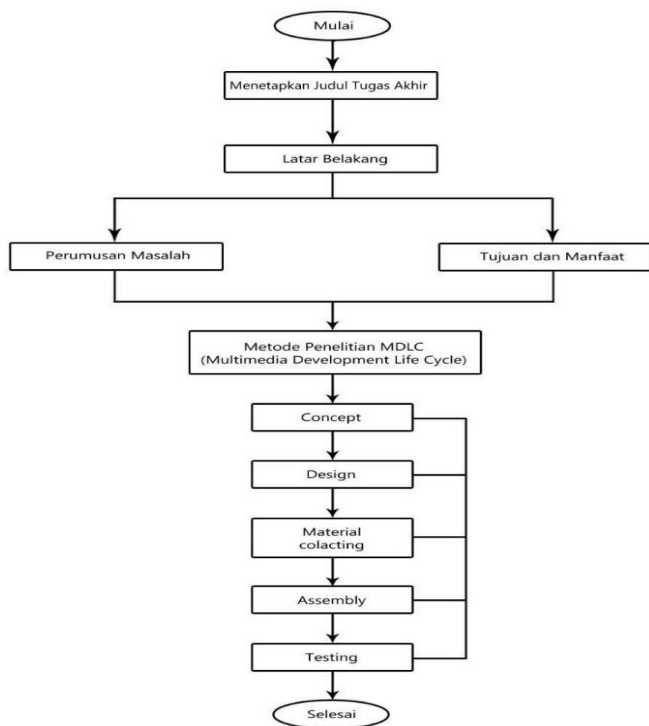 Mulai
Menetapkan Judul Tugas Akhir
Latar Belakang
Perumusan Masalah
Tujuan dan Manfaat
Metode Penelitian MDLC
(Multimedia Development Life Cycle)
Concept
Design
Material
colacting
Assembly
Testing
Selesai